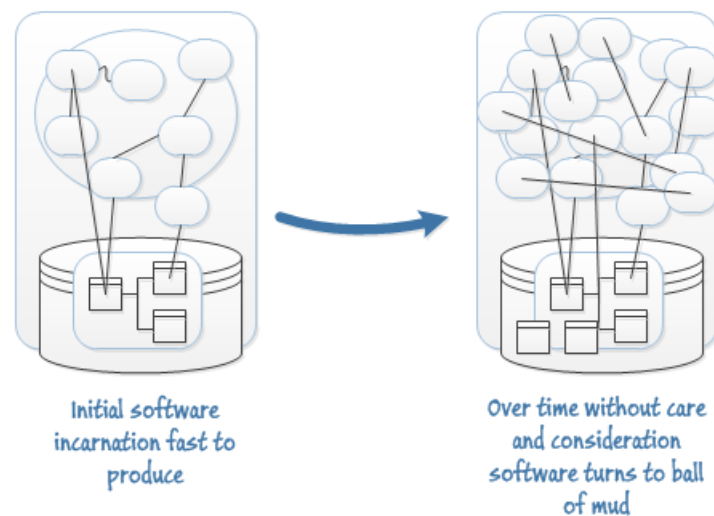 Initial software
incarnation fast to
produce
Over time without care
and consideration
software turns to ball
of mud